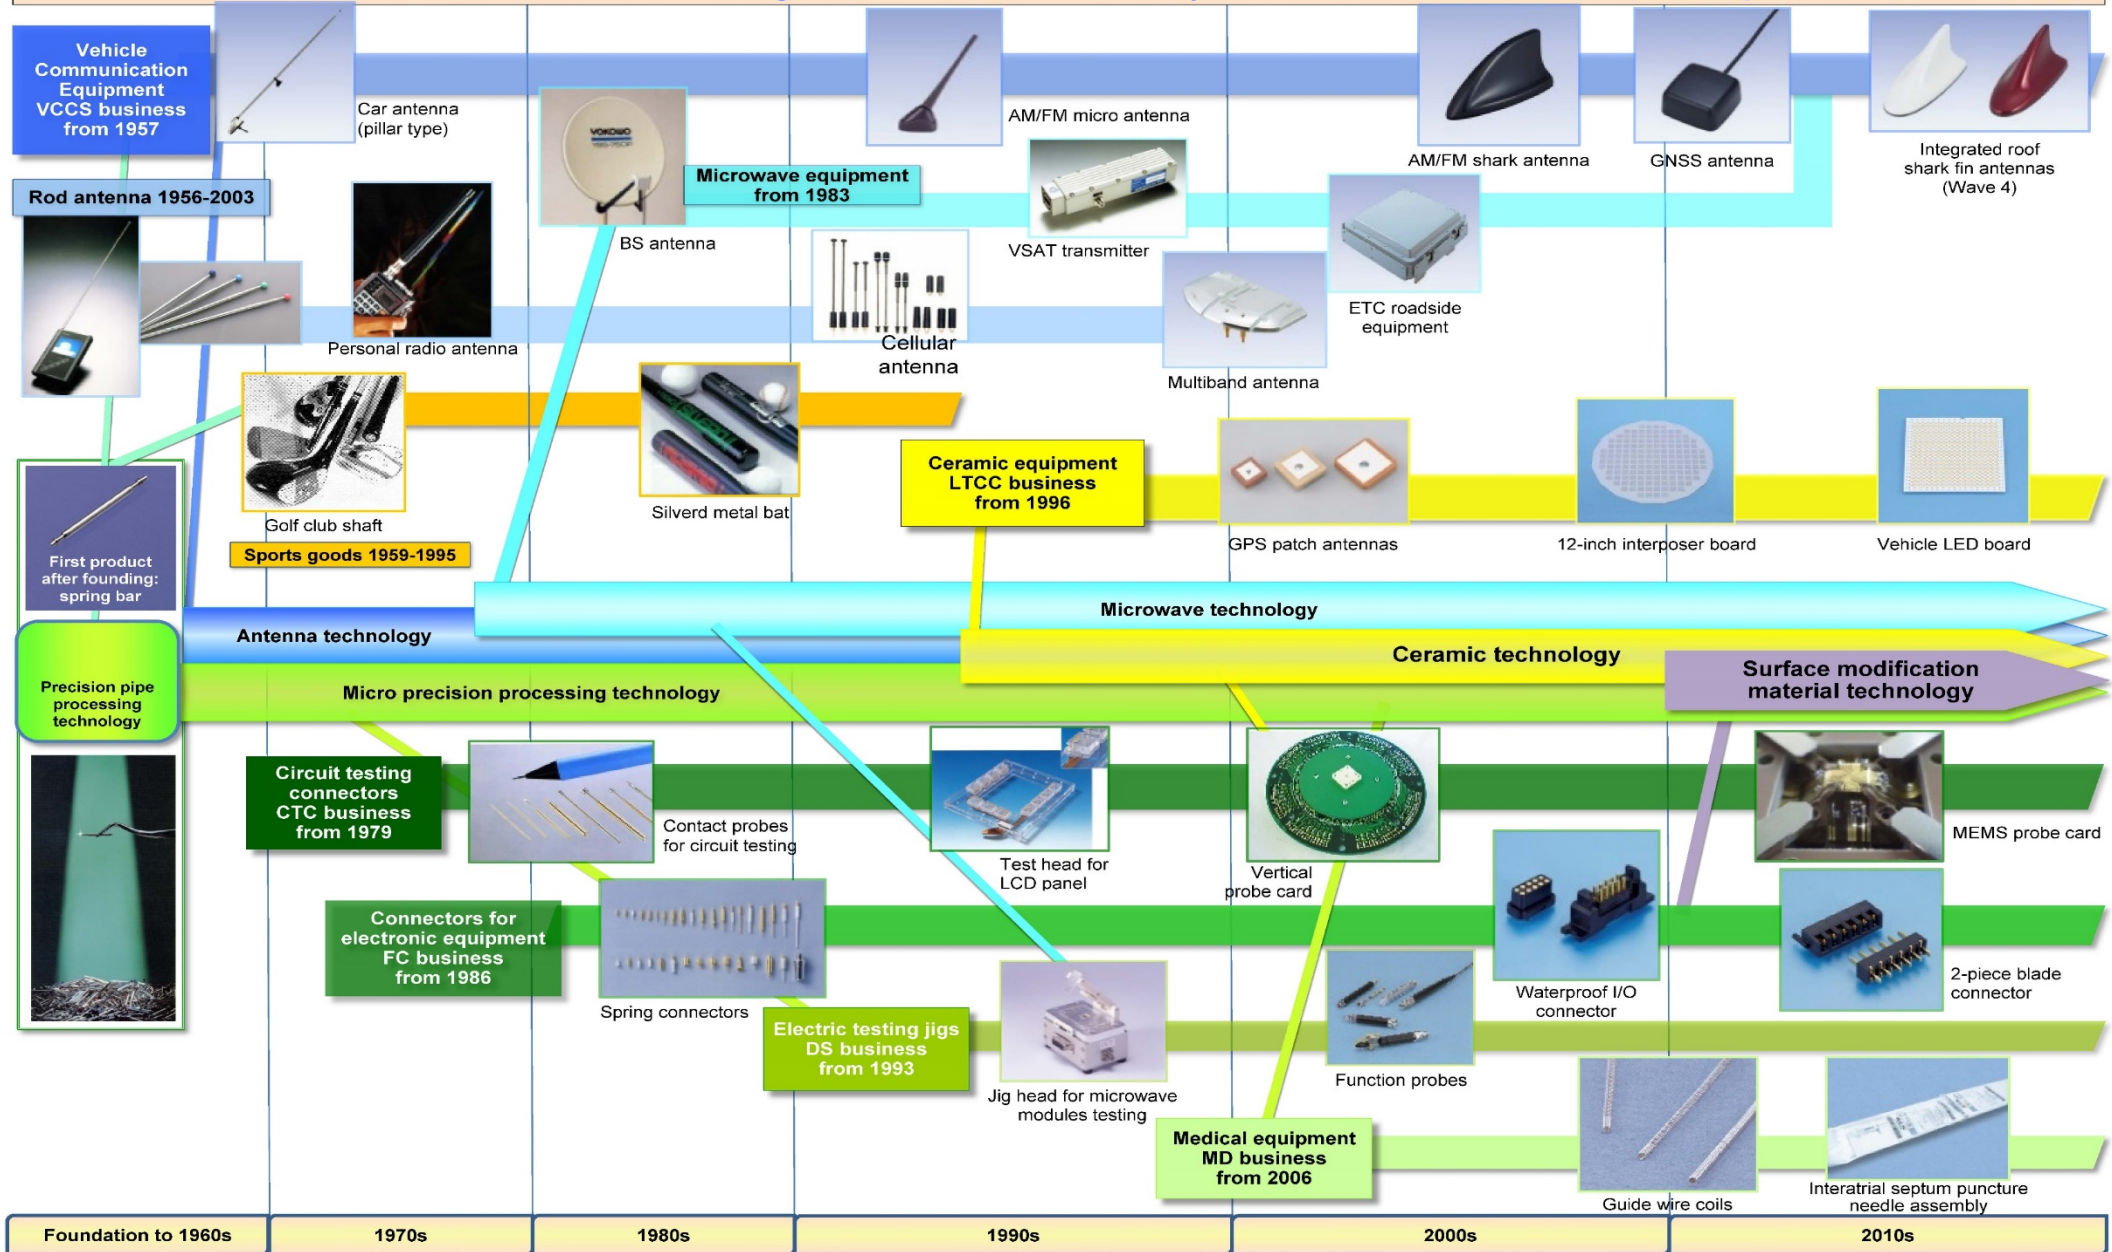 Vehicle
Communication
Equipment
VCCS business
from 1957
Car antenna
(pillar type)
AM/FM micro antenna
AM/FM shark antenna
GNSS antenna
Integrated roof
shark fin antennas
(Wave 4)
Rod antenna 1956-2003
YOKOWO
BS antenna
Microwave equipment
from 1983
VSAT transmitter
ETC roadside
equipment
Personal radio antenna
Cellular
antenna
Multiband antenna
Golf club shaft
Sports goods 1959-1995
Silverd metal bat
Ceramic equipment
LTCC business
from 1996
GPS patch antennas
12-inch interposer board
Vehicle LED board
First product
after founding:
spring bar
Microwave technology
Antenna technology
Ceramic technology
Surface modification
material technology
Precision pipe
processing
technology
Micro precision processing technology
Circuit testing
connectors
CTC business
from 1979
Contact probes
for circuit testing
Test head for
LCD panel
Vertical
probe card
MEMS probe card
Connectors for
electronic equipment
FC business
from 1986
Spring connectors
Waterproof I/O
connector
2-piece blade
connector
Electric testing jigs
DS business
from 1993
Jig head for microwave
modules testing
Function probes
Medical equipment
MD business
from 2006
Guide wire coils
Interatrial septum puncture
needle assembly
Foundation to 1960s
1970s
1980s
1990s
2000s
2010s